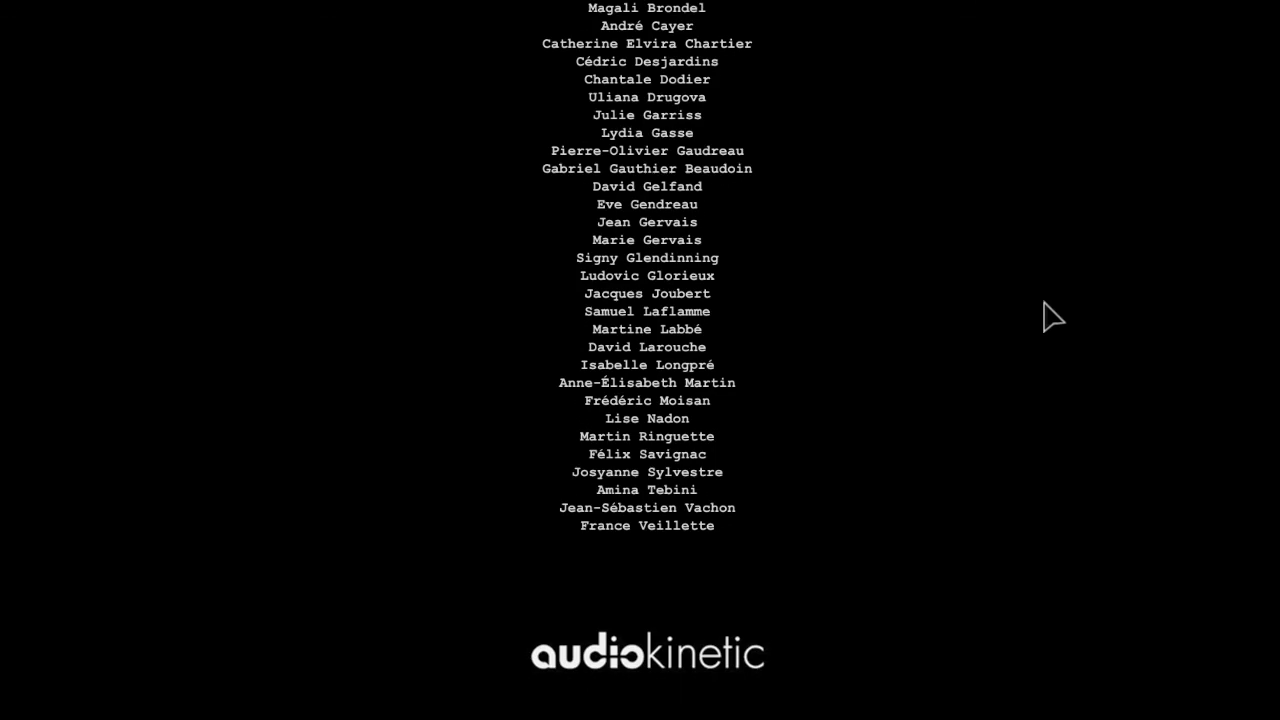 Magali Brondel
André Cayer
Catherine Elvira Chartier
Cédric Desjardins
Chantale Dodier
Uliana Drugova
Julie Garriss
Lydia Gasse
Pierre-Olivier Gaudreau
Gabriel Gauthier Beaudoin
David Gelfand
Eve Gendreau
Jean Gervais
Marie Gervais
Signy Glendinning
Ludovic Glorieux
Jacques Joubert
Samuel Laflamme
Martine Labbé
David Larouche
Isabelle Longpré
Anne-Élisabeth Martin
Frédéric Moisan
Lise Nadon
Martin Ringuette
Félix Savignac
Josyanne Sylvestre
Amina Tebini
Jean-Sébastien Vachon
France Veillette
audiokinetic